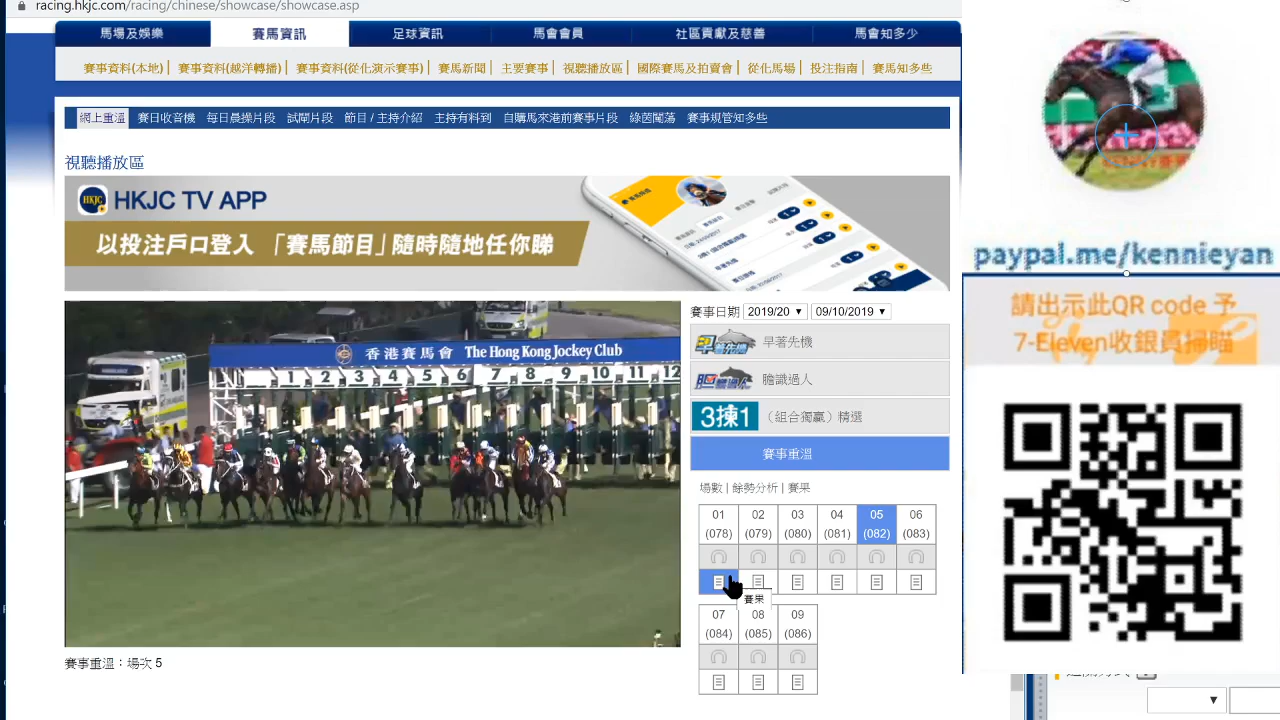 racing.hkjc.com/racing/chinese/showcase/showcase.asp
馬場及娛樂 賽馬資訊 足球資訊 馬會會員 社區貢獻及慈善 馬會知多少
賽事資料(本地) | 賽事資料(越洋轉播) | 賽事資料(從化演示賽事) | 賽馬新聞 | 主要賽事 | 視聽播放區 | 國際賽馬及拍賣會 | 從化馬場 | 投注指南 | 賽馬知多些
網上重溫 賽日收音機 每日晨操片段 試閘片段 節目 / 主持介紹 主持有料到 自購馬來港前賽事片段 綠茵闖蕩 賽事規管知多些
視聽播放區
HKJC TV APP
以投注戶口登入 「賽馬節目」隨時隨地任你睇
香港賽馬會 The Hong Kong Jockey Club
1 2 3 4 5 6 7 8 9 10 11 12
賽事重溫：場次 5
賽事日期 2019/20 09/10/2019
早著先機
膽識過人
3揀1 （組合獨贏）精選
賽事重溫
場數 | 餘勢分析 | 賽果
01 02 03 04 05 06
(078) (079) (080) (081) (082) (083)
賽果
07 08 09
(084) (085) (086)
paypal.me/kennieyan
請出示此QR code 予
7-Eleven收銀員掃瞄